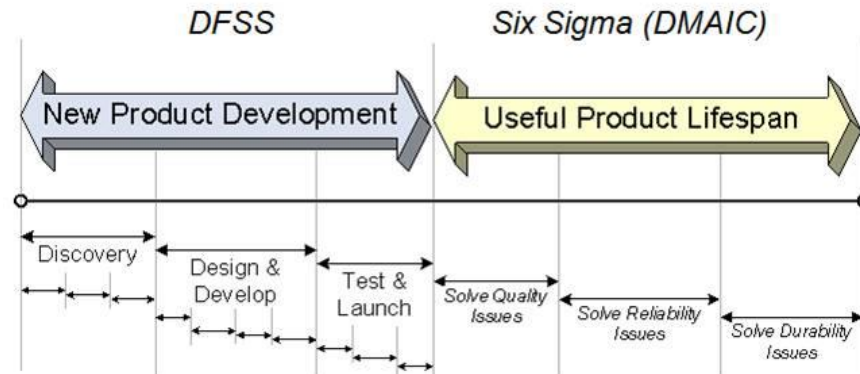 DFSS
Six Sigma (DMAIC)
New Product Development
Useful Product Lifespan
Discovery
Design &
Develop
Test &
Launch
Solve Quality
Issues
Solve Reliability
Issues
Solve Durability
Issues